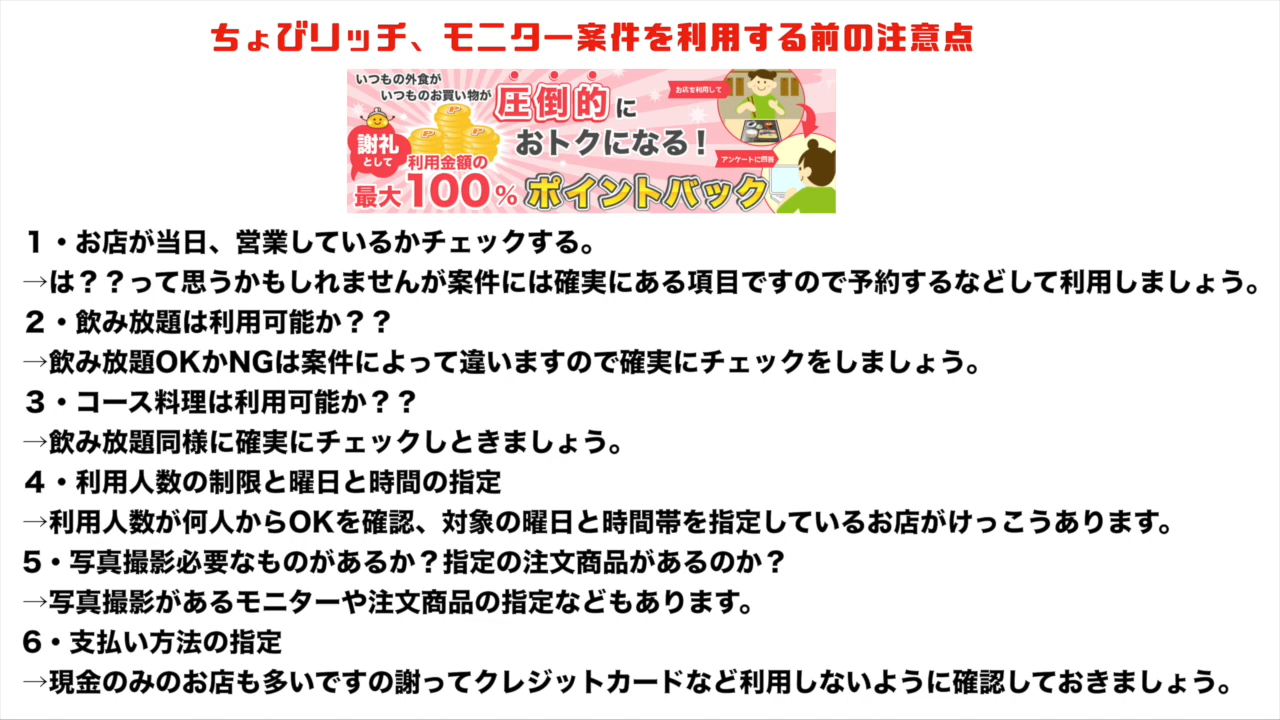 ちょびリッチ、モニター案件を利用する前の注意点
いつもの外食が
いつものお買い物が
圧倒的に
おトクになる！
お店を利用して
アンケートに回答
謝礼
として
利用金額の
最大100%ポイントバック
１・お店が当日、営業しているかチェックする。
→は？？って思うかもしれませんが案件には確実にある項目ですので予約するなどして利用しましょう。
２・飲み放題は利用可能か？？
→飲み放題OKかNGは案件によって違いますので確実にチェックをしましょう。
３・コース料理は利用可能か？？
→飲み放題同様に確実にチェックしときましょう。
４・利用人数の制限と曜日と時間の指定
→利用人数が何人からOKを確認、対象の曜日と時間帯を指定しているお店がけっこうあります。
5・写真撮影必要なものがあるか？指定の注文商品があるのか？
→写真撮影があるモニターや注文商品の指定などもあります。
6・支払い方法の指定
→現金のみのお店も多いですの謝ってクレジットカードなど利用しないように確認しておきましょう。